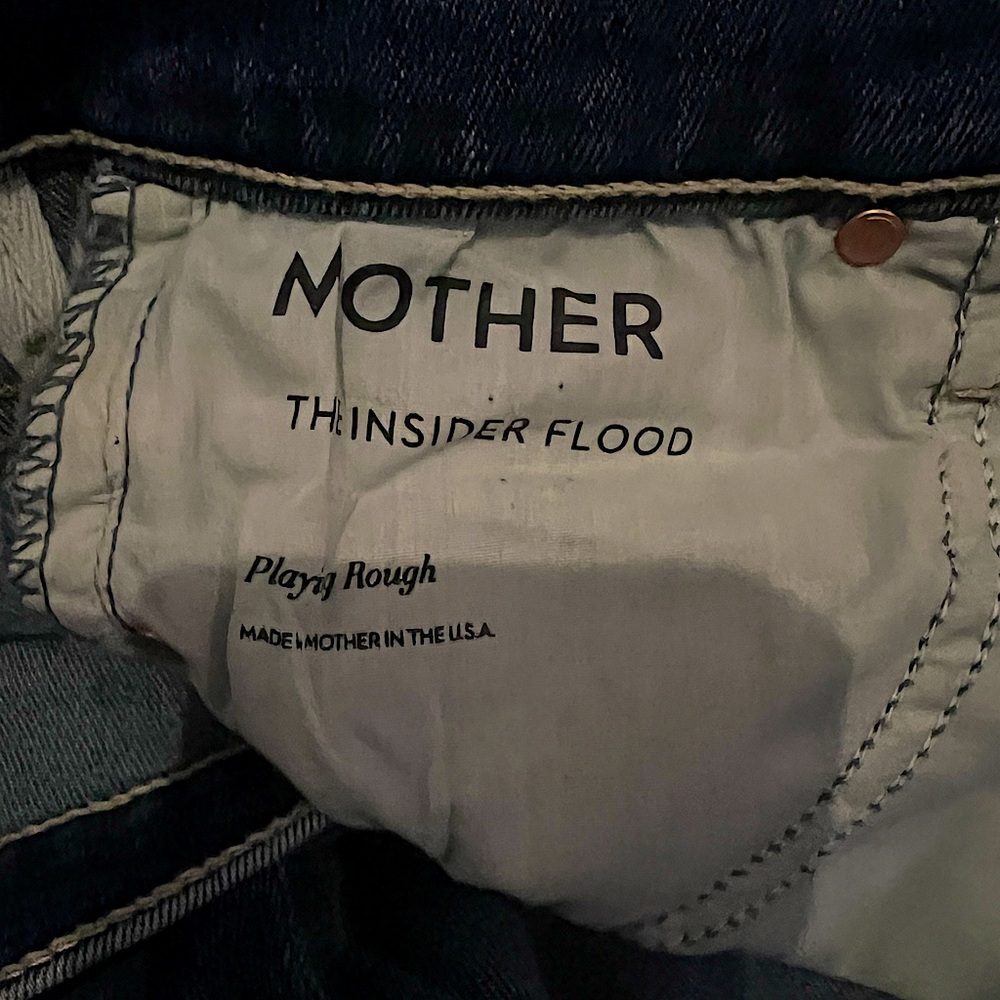 MOTHER
THE INSIDER FLOOD
Playing Rough
MADE by MOTHER IN THE U.S.A.